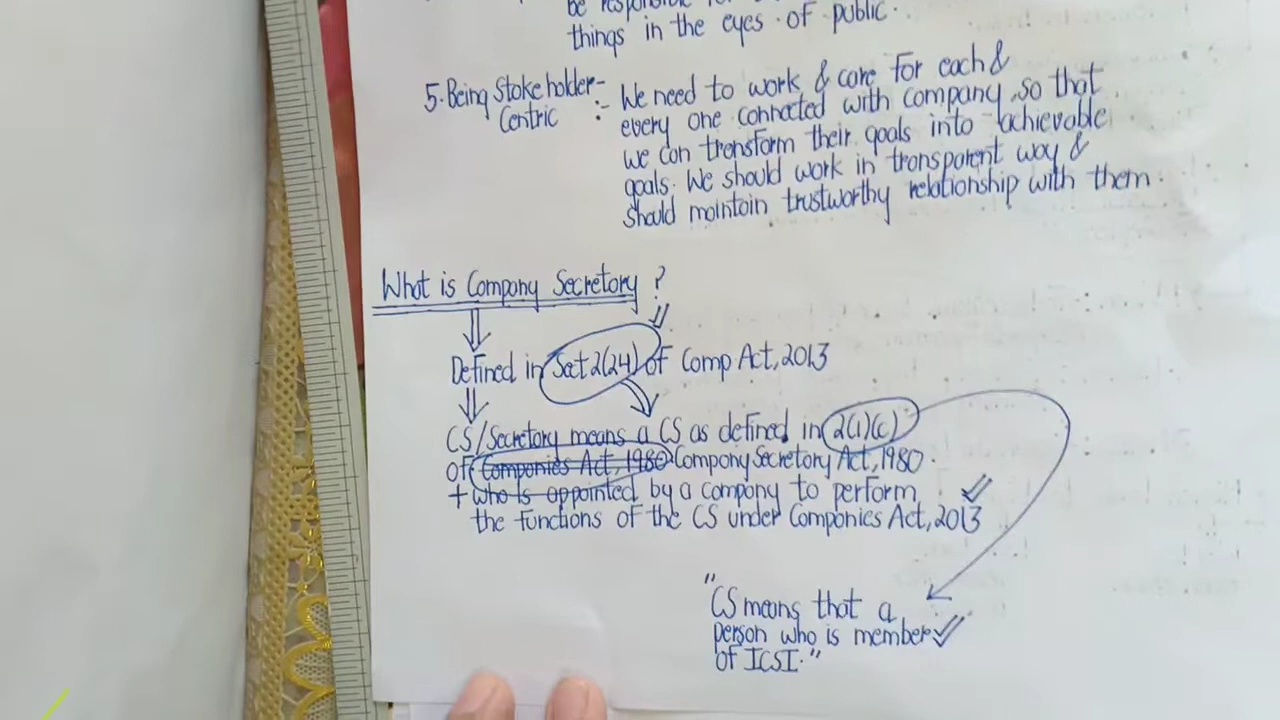 be responsible for
things in the eyes of public.
5. Being Stakeholder-
Centric :- We need to work & care for each &
every one connected with company, so that
we can transform their goals into achievable
goals. We should work in transparent way &
should maintain trustworthy relationship with them.
What is Company Secretary?
Defined in Sect 2(24) of Comp Act, 2013
CS/Secretary means a CS as defined in 2(1)(c)
of Companies Act, 1980 Company Secretary Act, 1980.
+ who is appointed by a company to perform
the functions of the CS under Companies Act, 2013
"CS means that a
person who is member
of ICSI."